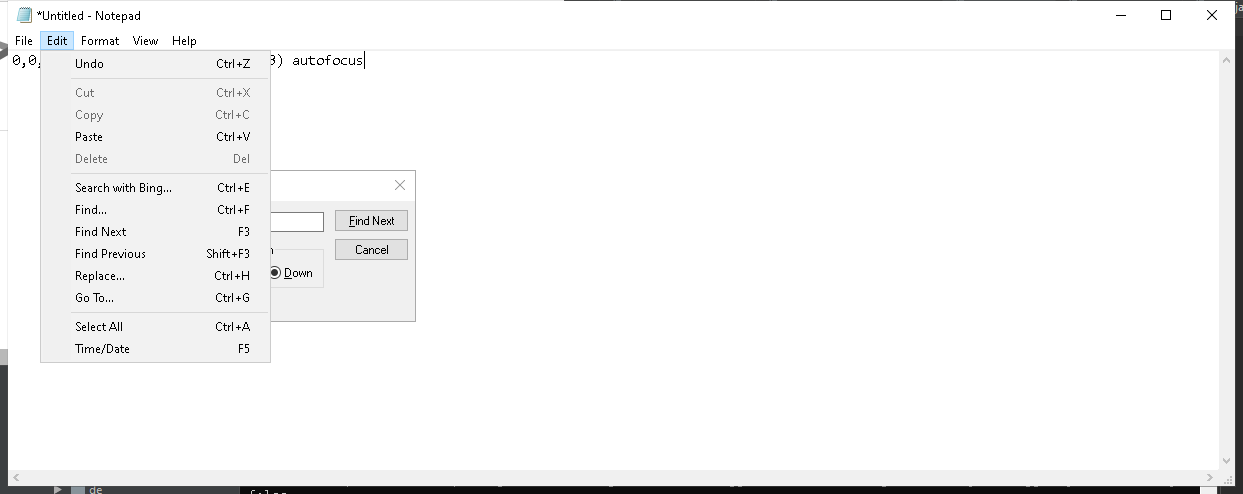 *Untitled - Notepad
File Edit Format View Help
0,0, 3) autofocus
Undo Ctrl+Z
Cut Ctrl+X
Copy Ctrl+C
Paste Ctrl+V
Delete Del
Search with Bing... Ctrl+E
Find... Ctrl+F
Find Next F3
Find Previous Shift+F3
Replace... Ctrl+H
Go To... Ctrl+G
Select All Ctrl+A
Time/Date F5
Find Next
Cancel
Down
de